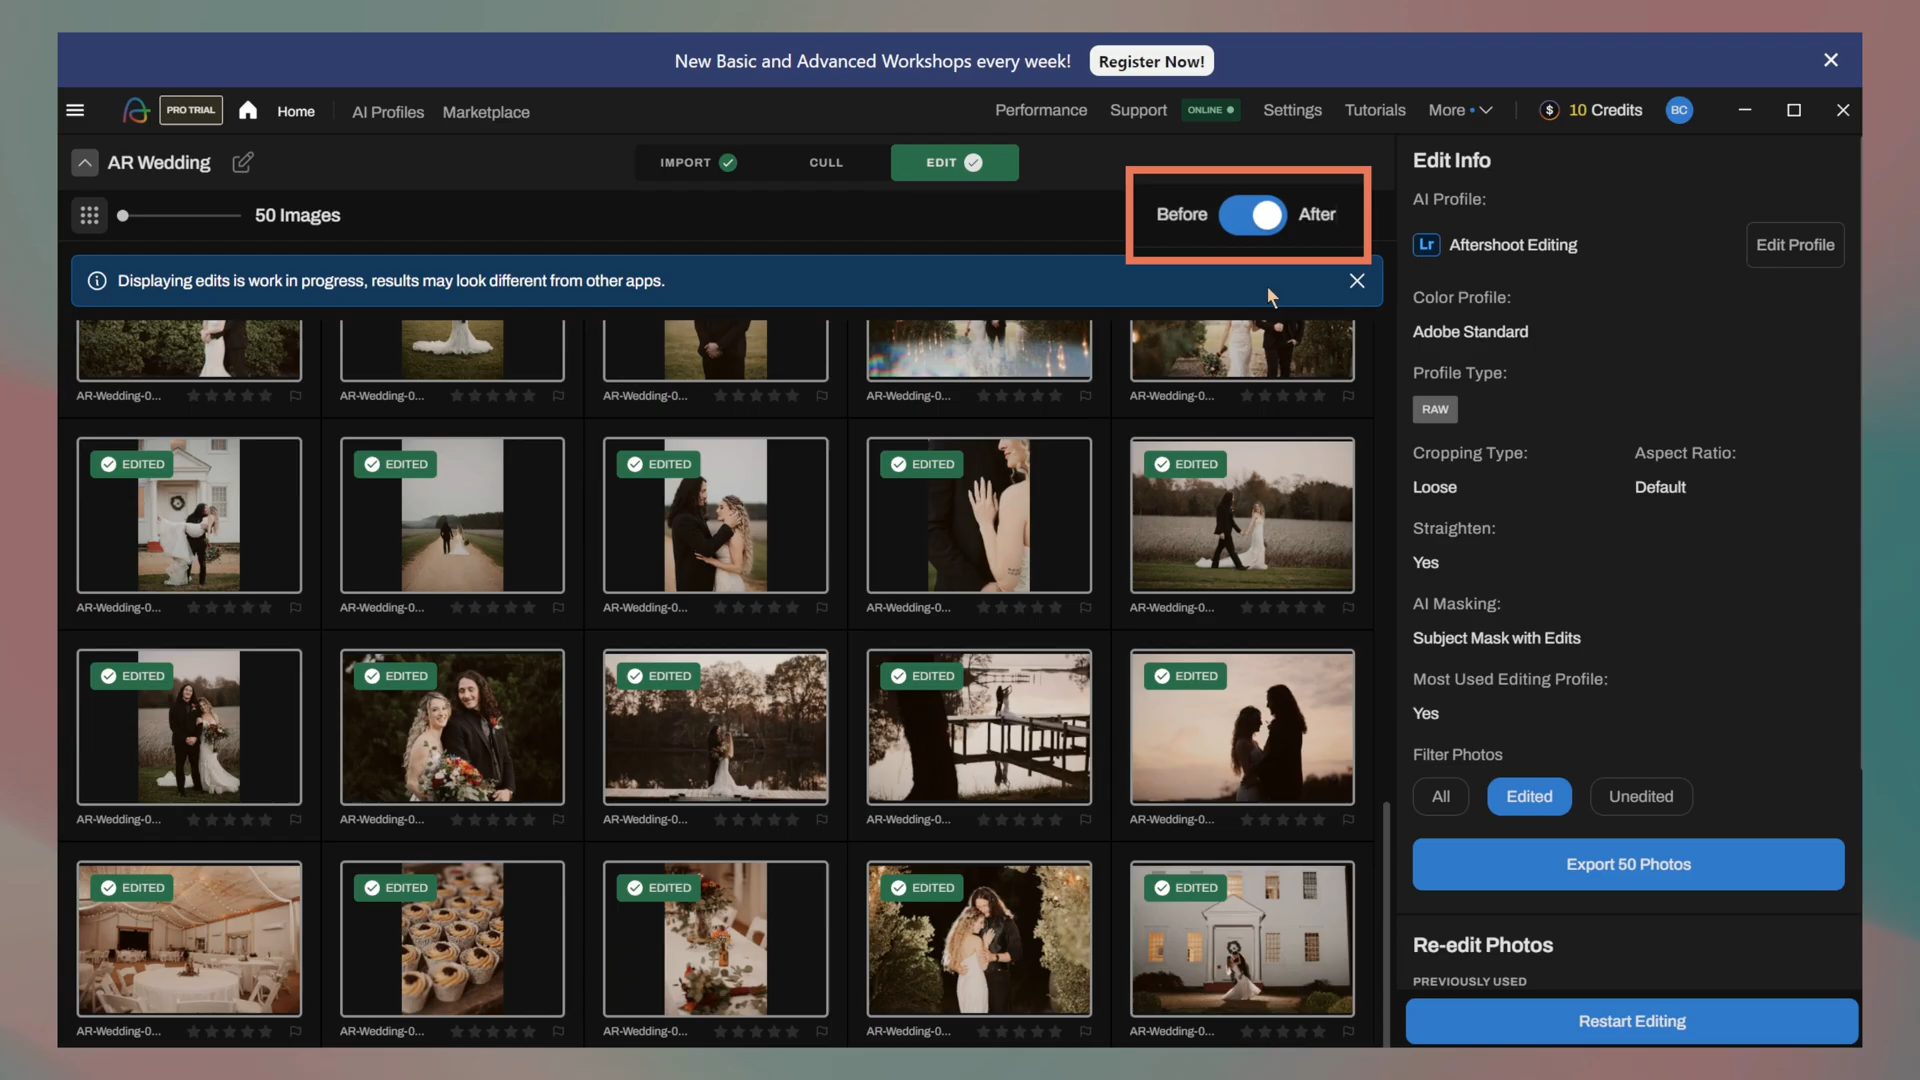 New Basic and Advanced Workshops every week! Register Now!
PRO TRIAL Home AI Profiles Marketplace Performance Support ONLINE Settings Tutorials More 10 Credits BC
AR Wedding IMPORT CULL EDIT
50 Images Before After
Displaying edits is work in progress, results may look different from other apps.
AR-Wedding-0... AR-Wedding-0... AR-Wedding-0... AR-Wedding-0... AR-Wedding-0...
EDITED EDITED EDITED EDITED EDITED
AR-Wedding-0... AR-Wedding-0... AR-Wedding-0... AR-Wedding-0... AR-Wedding-0...
EDITED EDITED EDITED EDITED EDITED
AR-Wedding-0... AR-Wedding-0... AR-Wedding-0... AR-Wedding-0... AR-Wedding-0...
EDITED EDITED EDITED EDITED EDITED
AR-Wedding-0... AR-Wedding-0... AR-Wedding-0... AR-Wedding-0... AR-Wedding-0...
Edit Info
AI Profile:
Lr Aftershoot Editing Edit Profile
Color Profile:
Adobe Standard
Profile Type:
RAW
Cropping Type: Aspect Ratio:
Loose Default
Straighten:
Yes
AI Masking:
Subject Mask with Edits
Most Used Editing Profile:
Yes
Filter Photos
All Edited Unedited
Export 50 Photos
Re-edit Photos
PREVIOUSLY USED
Restart Editing